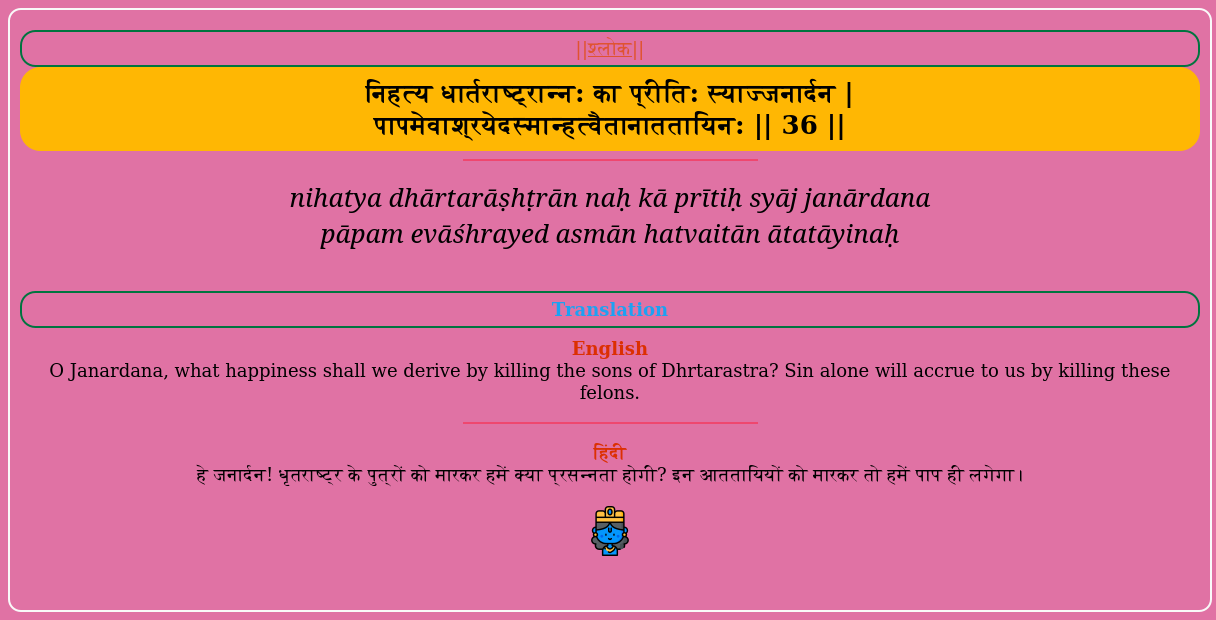 ||श्लोक||
निहत्य धार्तराष्ट्रान्न: का प्रीति: स्याज्जनार्दन |
पापमेवाश्रयेदस्मान्हत्वैतानाततायिन: || 36 ||
nihatya dhārtarāṣhṭrān naḥ kā prītiḥ syāj janārdana
pāpam evāśhrayed asmān hatvaitān ātatāyinaḥ
Translation
English
O Janardana, what happiness shall we derive by killing the sons of Dhrtarastra? Sin alone will accrue to us by killing these
felons.
हिंदी
हे जनार्दन! धृतराष्ट्र के पुत्रों को मारकर हमें क्या प्रसन्नता होगी? इन आततायियों को मारकर तो हमें पाप ही लगेगा।